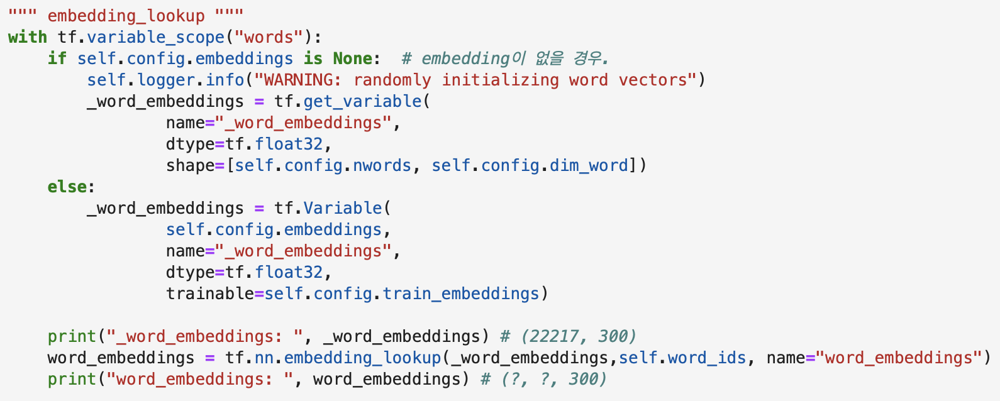 """ embedding_lookup """
with tf.variable_scope("words"):
    if self.config.embeddings is None:  # embedding이 없을 경우.
        self.logger.info("WARNING: randomly initializing word vectors")
        _word_embeddings = tf.get_variable(
                name="_word_embeddings",
                dtype=tf.float32,
                shape=[self.config.nwords, self.config.dim_word])
    else:
        _word_embeddings = tf.Variable(
                self.config.embeddings,
                name="_word_embeddings",
                dtype=tf.float32,
                trainable=self.config.train_embeddings)
    print("_word_embeddings: ", _word_embeddings) # (22217, 300)
    word_embeddings = tf.nn.embedding_lookup(_word_embeddings,self.word_ids, name="word_embeddings")
    print("word_embeddings: ", word_embeddings) # (?, ?, 300)